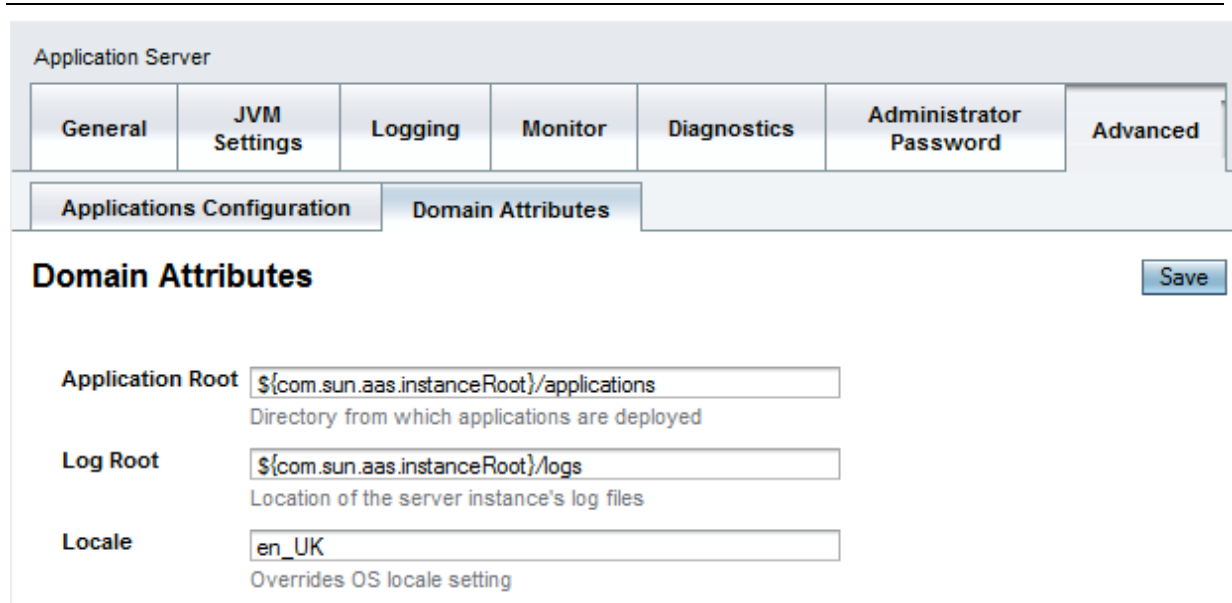 Application Server
General JVM Settings Logging Monitor Diagnostics Administrator Password Advanced
Applications Configuration Domain Attributes
Domain Attributes Save
Application Root ${com.sun.aas.instanceRoot}/applications
Directory from which applications are deployed
Log Root ${com.sun.aas.instanceRoot}/logs
Location of the server instance's log files
Locale en_UK
Overrides OS locale setting